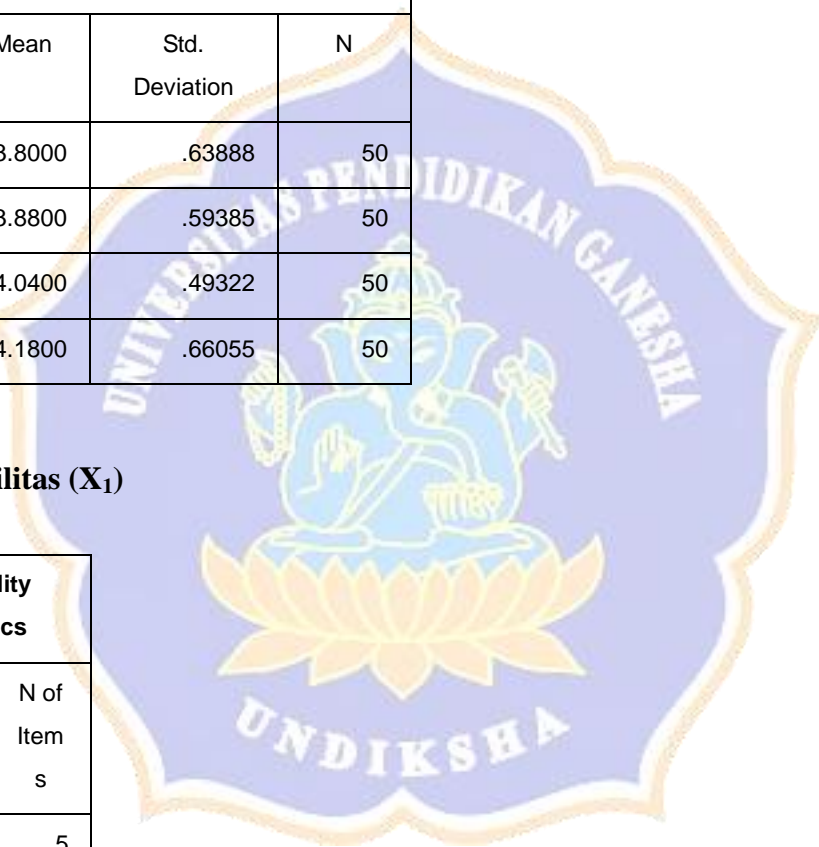 Mean Std. Deviation N
3.8000 .63888 50
3.8800 .59385 50
4.0400 .49322 50
4.1800 .66055 50
UNIVERSITAS PENDIDIKAN GANESHA
ilitas (X₁)
lity
cs
N of
Item
s
UNDIKSHA
5